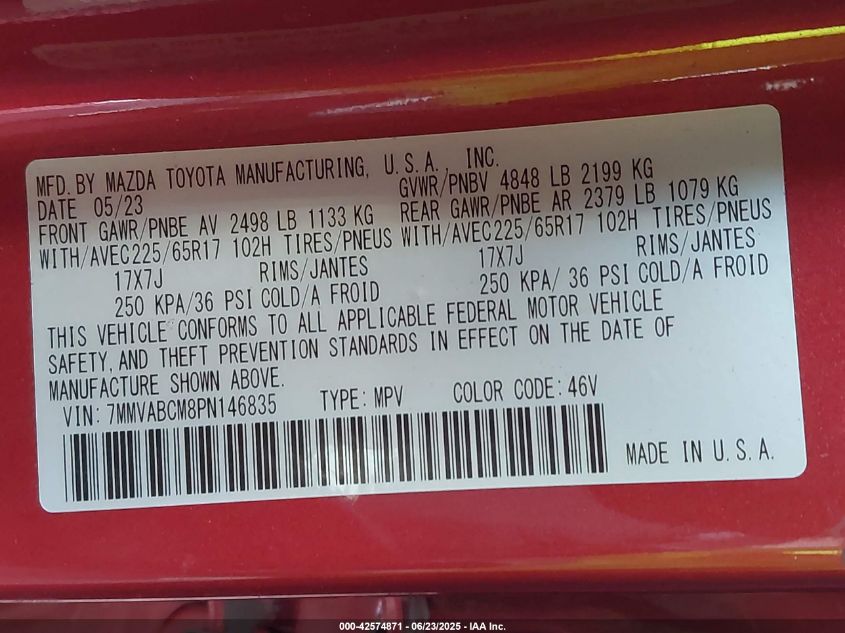 MFD. BY MAZDA TOYOTA MANUFACTURING, U.S.A., INC.
DATE 05/23 GVWR/PNBV 4848 LB 2199 KG
FRONT GAWR/PNBE AV 2498 LB 1133 KG REAR GAWR/PNBE AR 2379 LB 1079 KG
WITH/AVEC225/65R17 102H TIRES/PNEUS WITH/AVEC225/65R17 102H TIRES/PNEUS
17X7J RIMS/JANTES 17X7J RIMS/JANTES
250 KPA/36 PSI COLD/A FROID 250 KPA/ 36 PSI COLD/A FROID
THIS VEHICLE CONFORMS TO ALL APPLICABLE FEDERAL MOTOR VEHICLE
SAFETY, AND THEFT PREVENTION STANDARDS IN EFFECT ON THE DATE OF
MANUFACTURE SHOWN ABOVE.
VIN: 7MMVABCM8PN146835 TYPE: MPV COLOR CODE: 46V
MADE IN U.S.A.
000-42574871 - 06/23/2025 - IAA Inc.